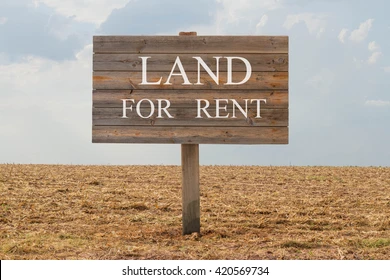 LAND
FOR RENT
shutterstock.com · 420569734